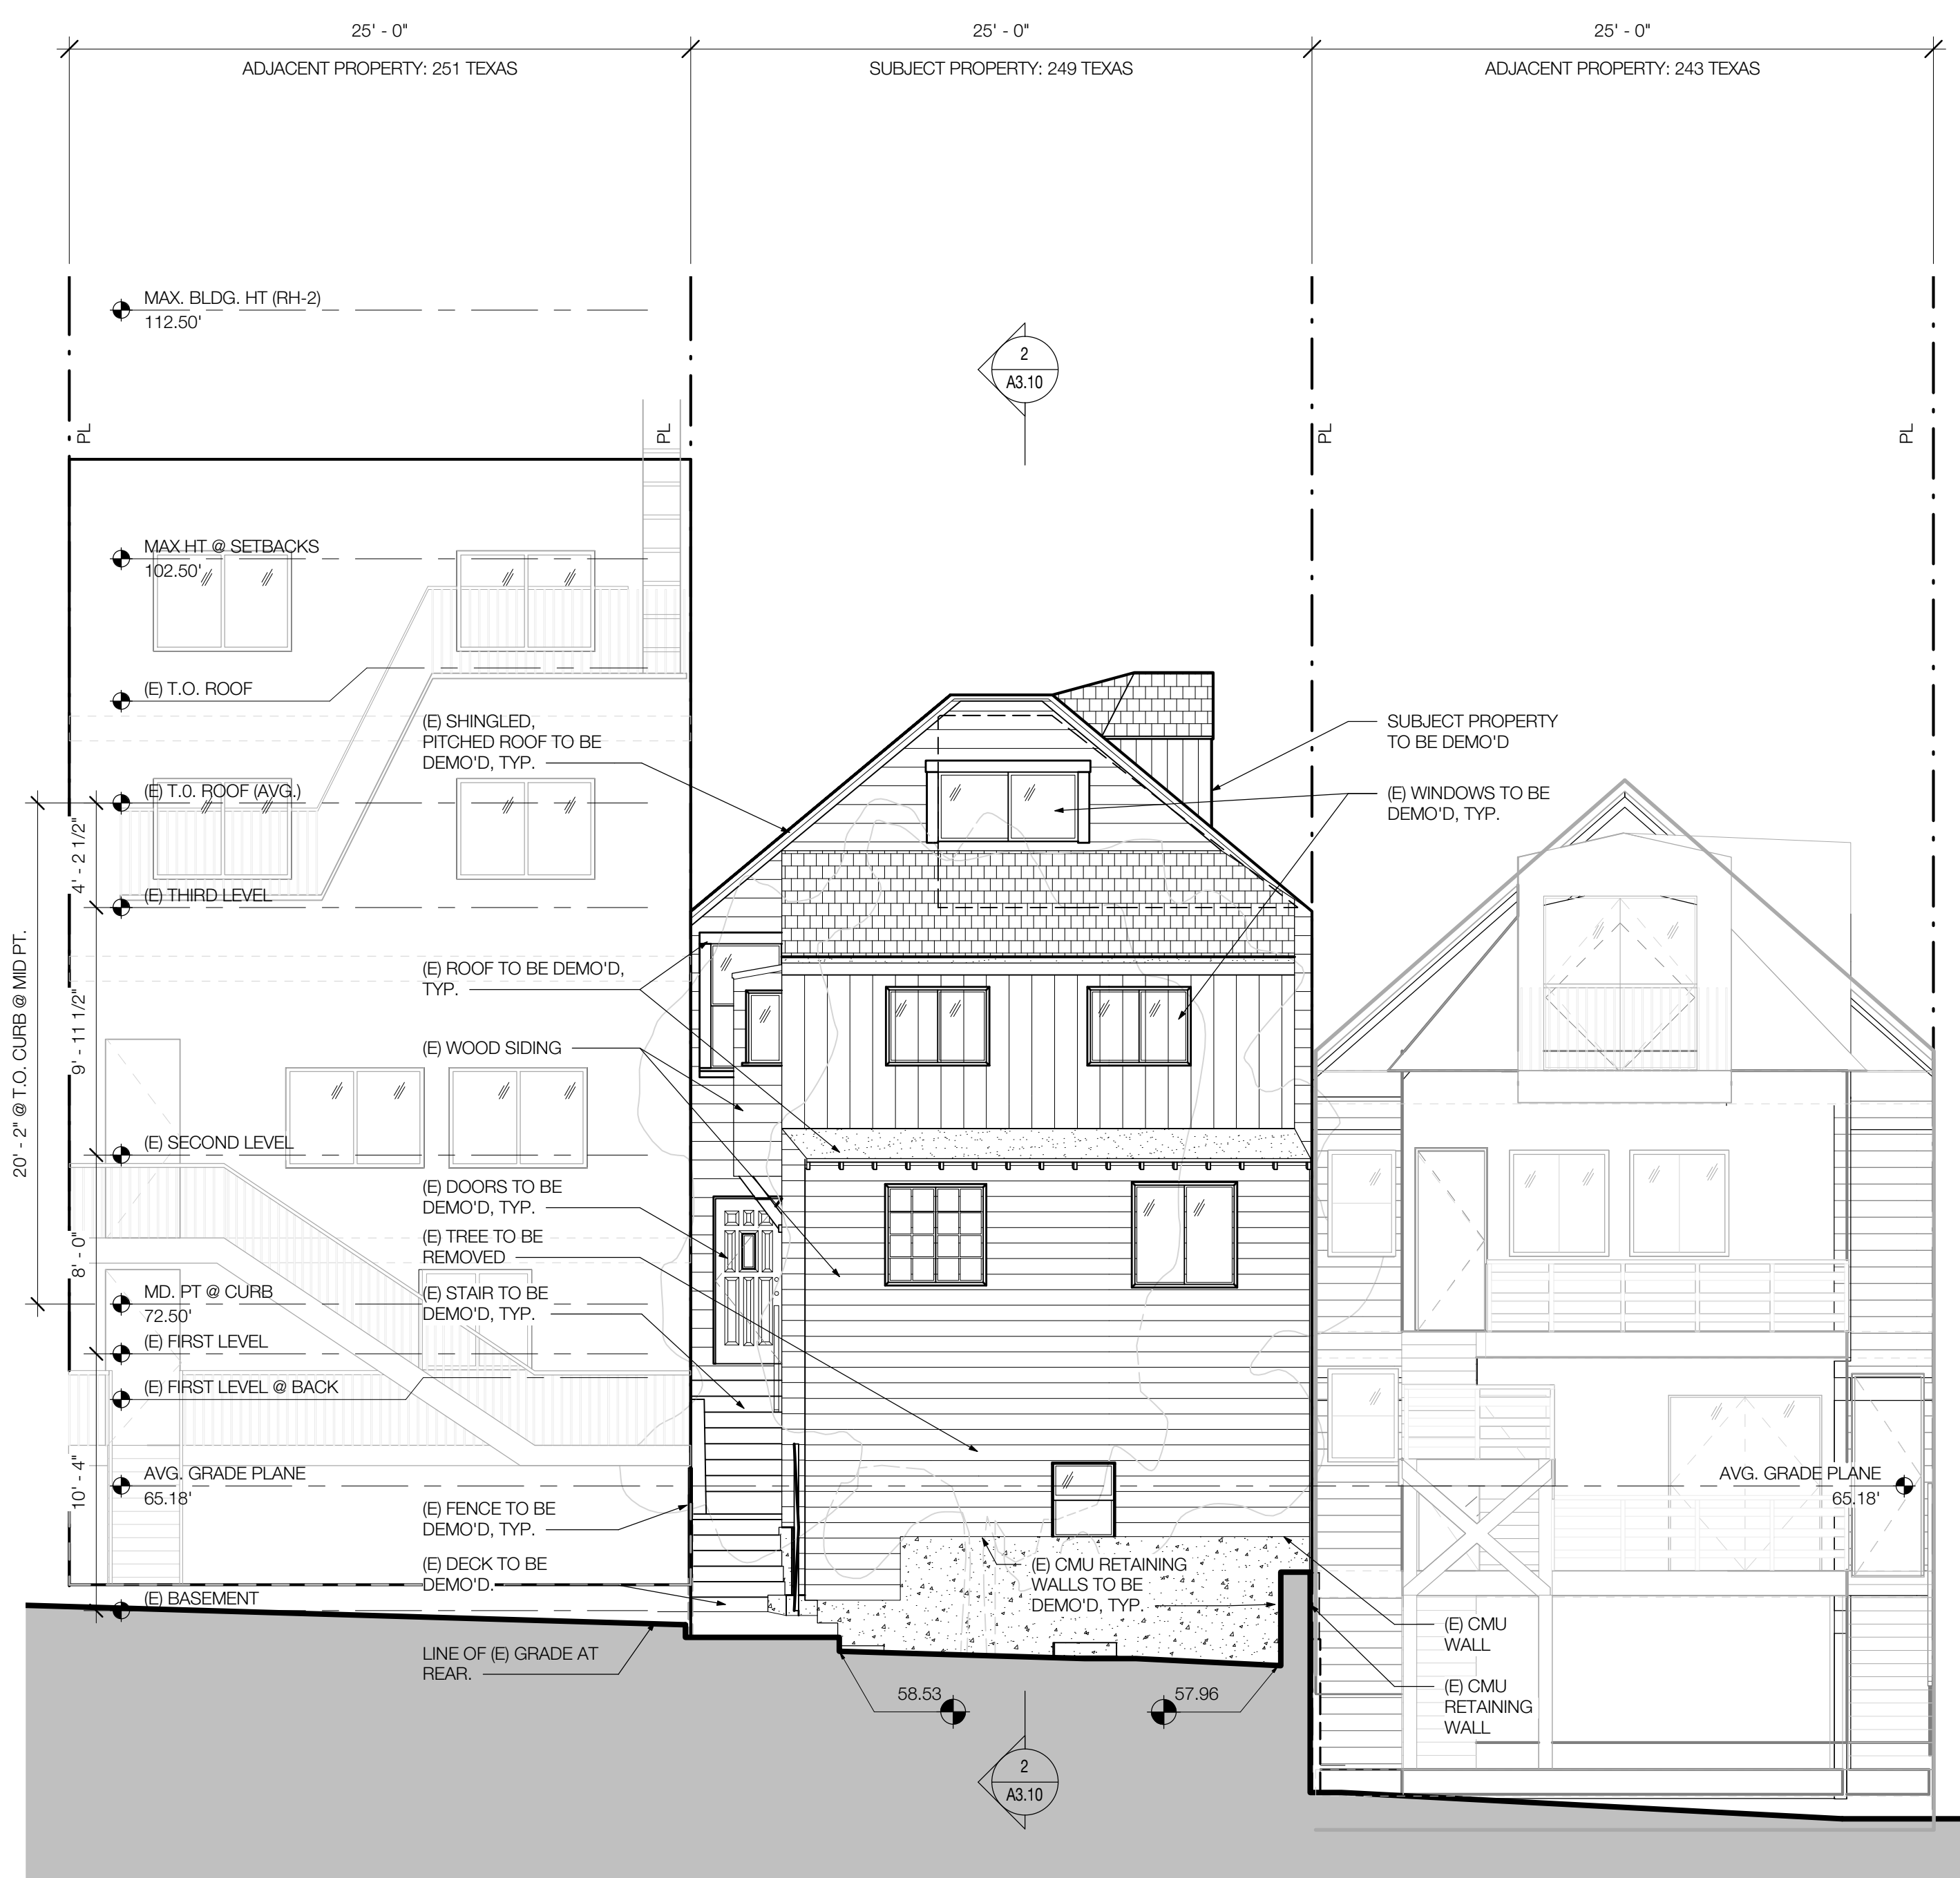 25' - 0"
25' - 0"
25' - 0"
ADJACENT PROPERTY: 251 TEXAS
SUBJECT PROPERTY: 249 TEXAS
ADJACENT PROPERTY: 243 TEXAS
MAX. BLDG. HT (RH-2)
112.50'
2
A3.10
PL
PL
PL
PL
MAX HT @ SETBACKS
102.50'
(E) T.O. ROOF
(E) SHINGLED,
PITCHED ROOF TO BE
DEMO'D, TYP.
SUBJECT PROPERTY
TO BE DEMO'D
(E) T.O. ROOF (AVG.)
(E) WINDOWS TO BE
DEMO'D, TYP.
4' - 2 1/2"
(E) THIRD LEVEL
20' - 2" @ T.O. CURB @ MID PT.
9' - 11 1/2"
(E) ROOF TO BE DEMO'D,
TYP.
(E) WOOD SIDING
(E) SECOND LEVEL
(E) DOORS TO BE
DEMO'D, TYP.
8' - 0"
(E) TREE TO BE
REMOVED
MD. PT @ CURB
72.50'
(E) STAIR TO BE
DEMO'D, TYP.
(E) FIRST LEVEL
(E) FIRST LEVEL @ BACK
10' - 4"
AVG. GRADE PLANE
65.18'
AVG. GRADE PLANE
65.18'
(E) FENCE TO BE
DEMO'D, TYP.
(E) DECK TO BE
DEMO'D.
(E) CMU RETAINING
WALLS TO BE
DEMO'D, TYP.
(E) BASEMENT
(E) CMU
WALL
LINE OF (E) GRADE AT
REAR.
58.53
57.96
(E) CMU
RETAINING
WALL
2
A3.10